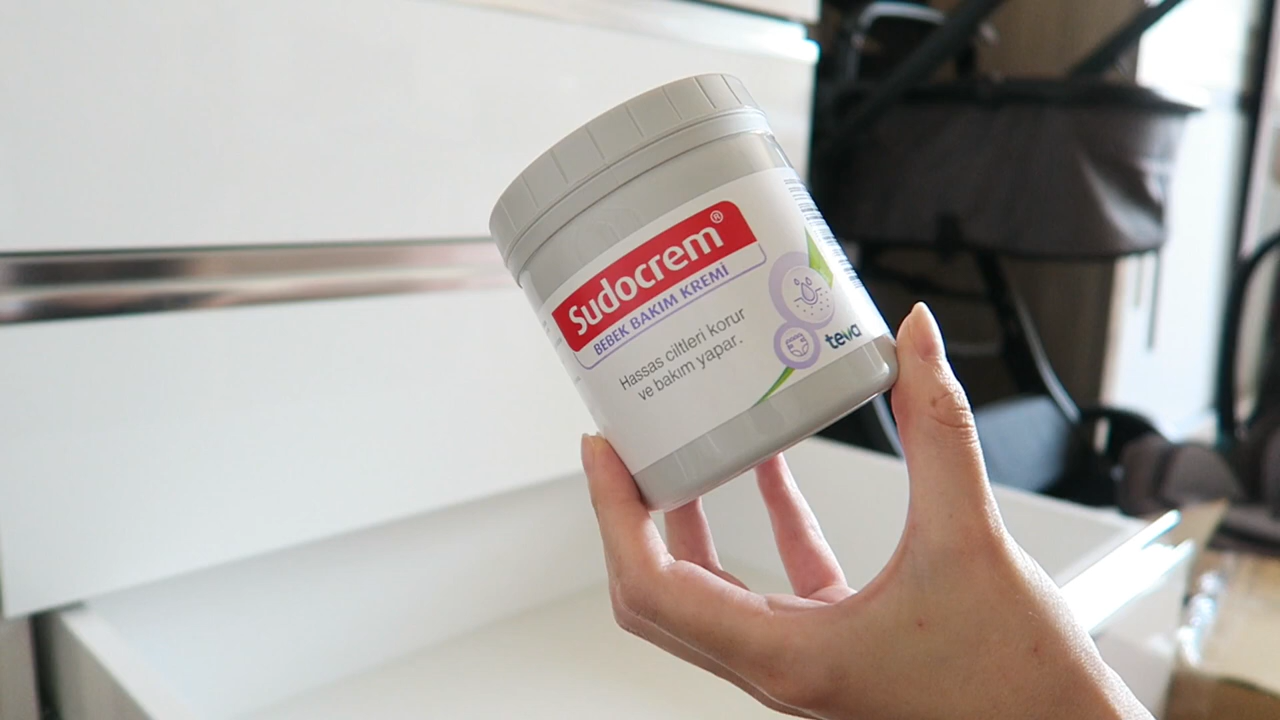 Sudocrem®
BEBEK BAKIM KREMİ
Hassas ciltleri korur
ve bakım yapar.
teva